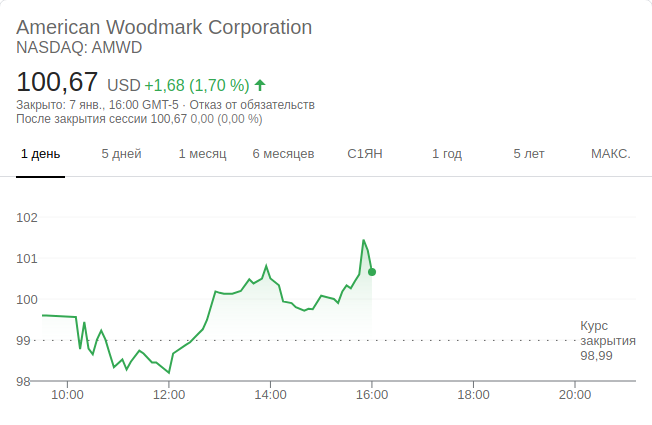 American Woodmark Corporation
NASDAQ: AMWD
100,67 USD +1,68 (1,70 %)
Закрыто: 7 янв., 16:00 GMT-5 · Отказ от обязательств
После закрытия сессии 100,67 0,00 (0,00 %)
1 день 5 дней 1 месяц 6 месяцев С1ЯН 1 год 5 лет МАКС.
102
101
100
99
98
Курс
закрытия
98,99
10:00 12:00 14:00 16:00 18:00 20:00